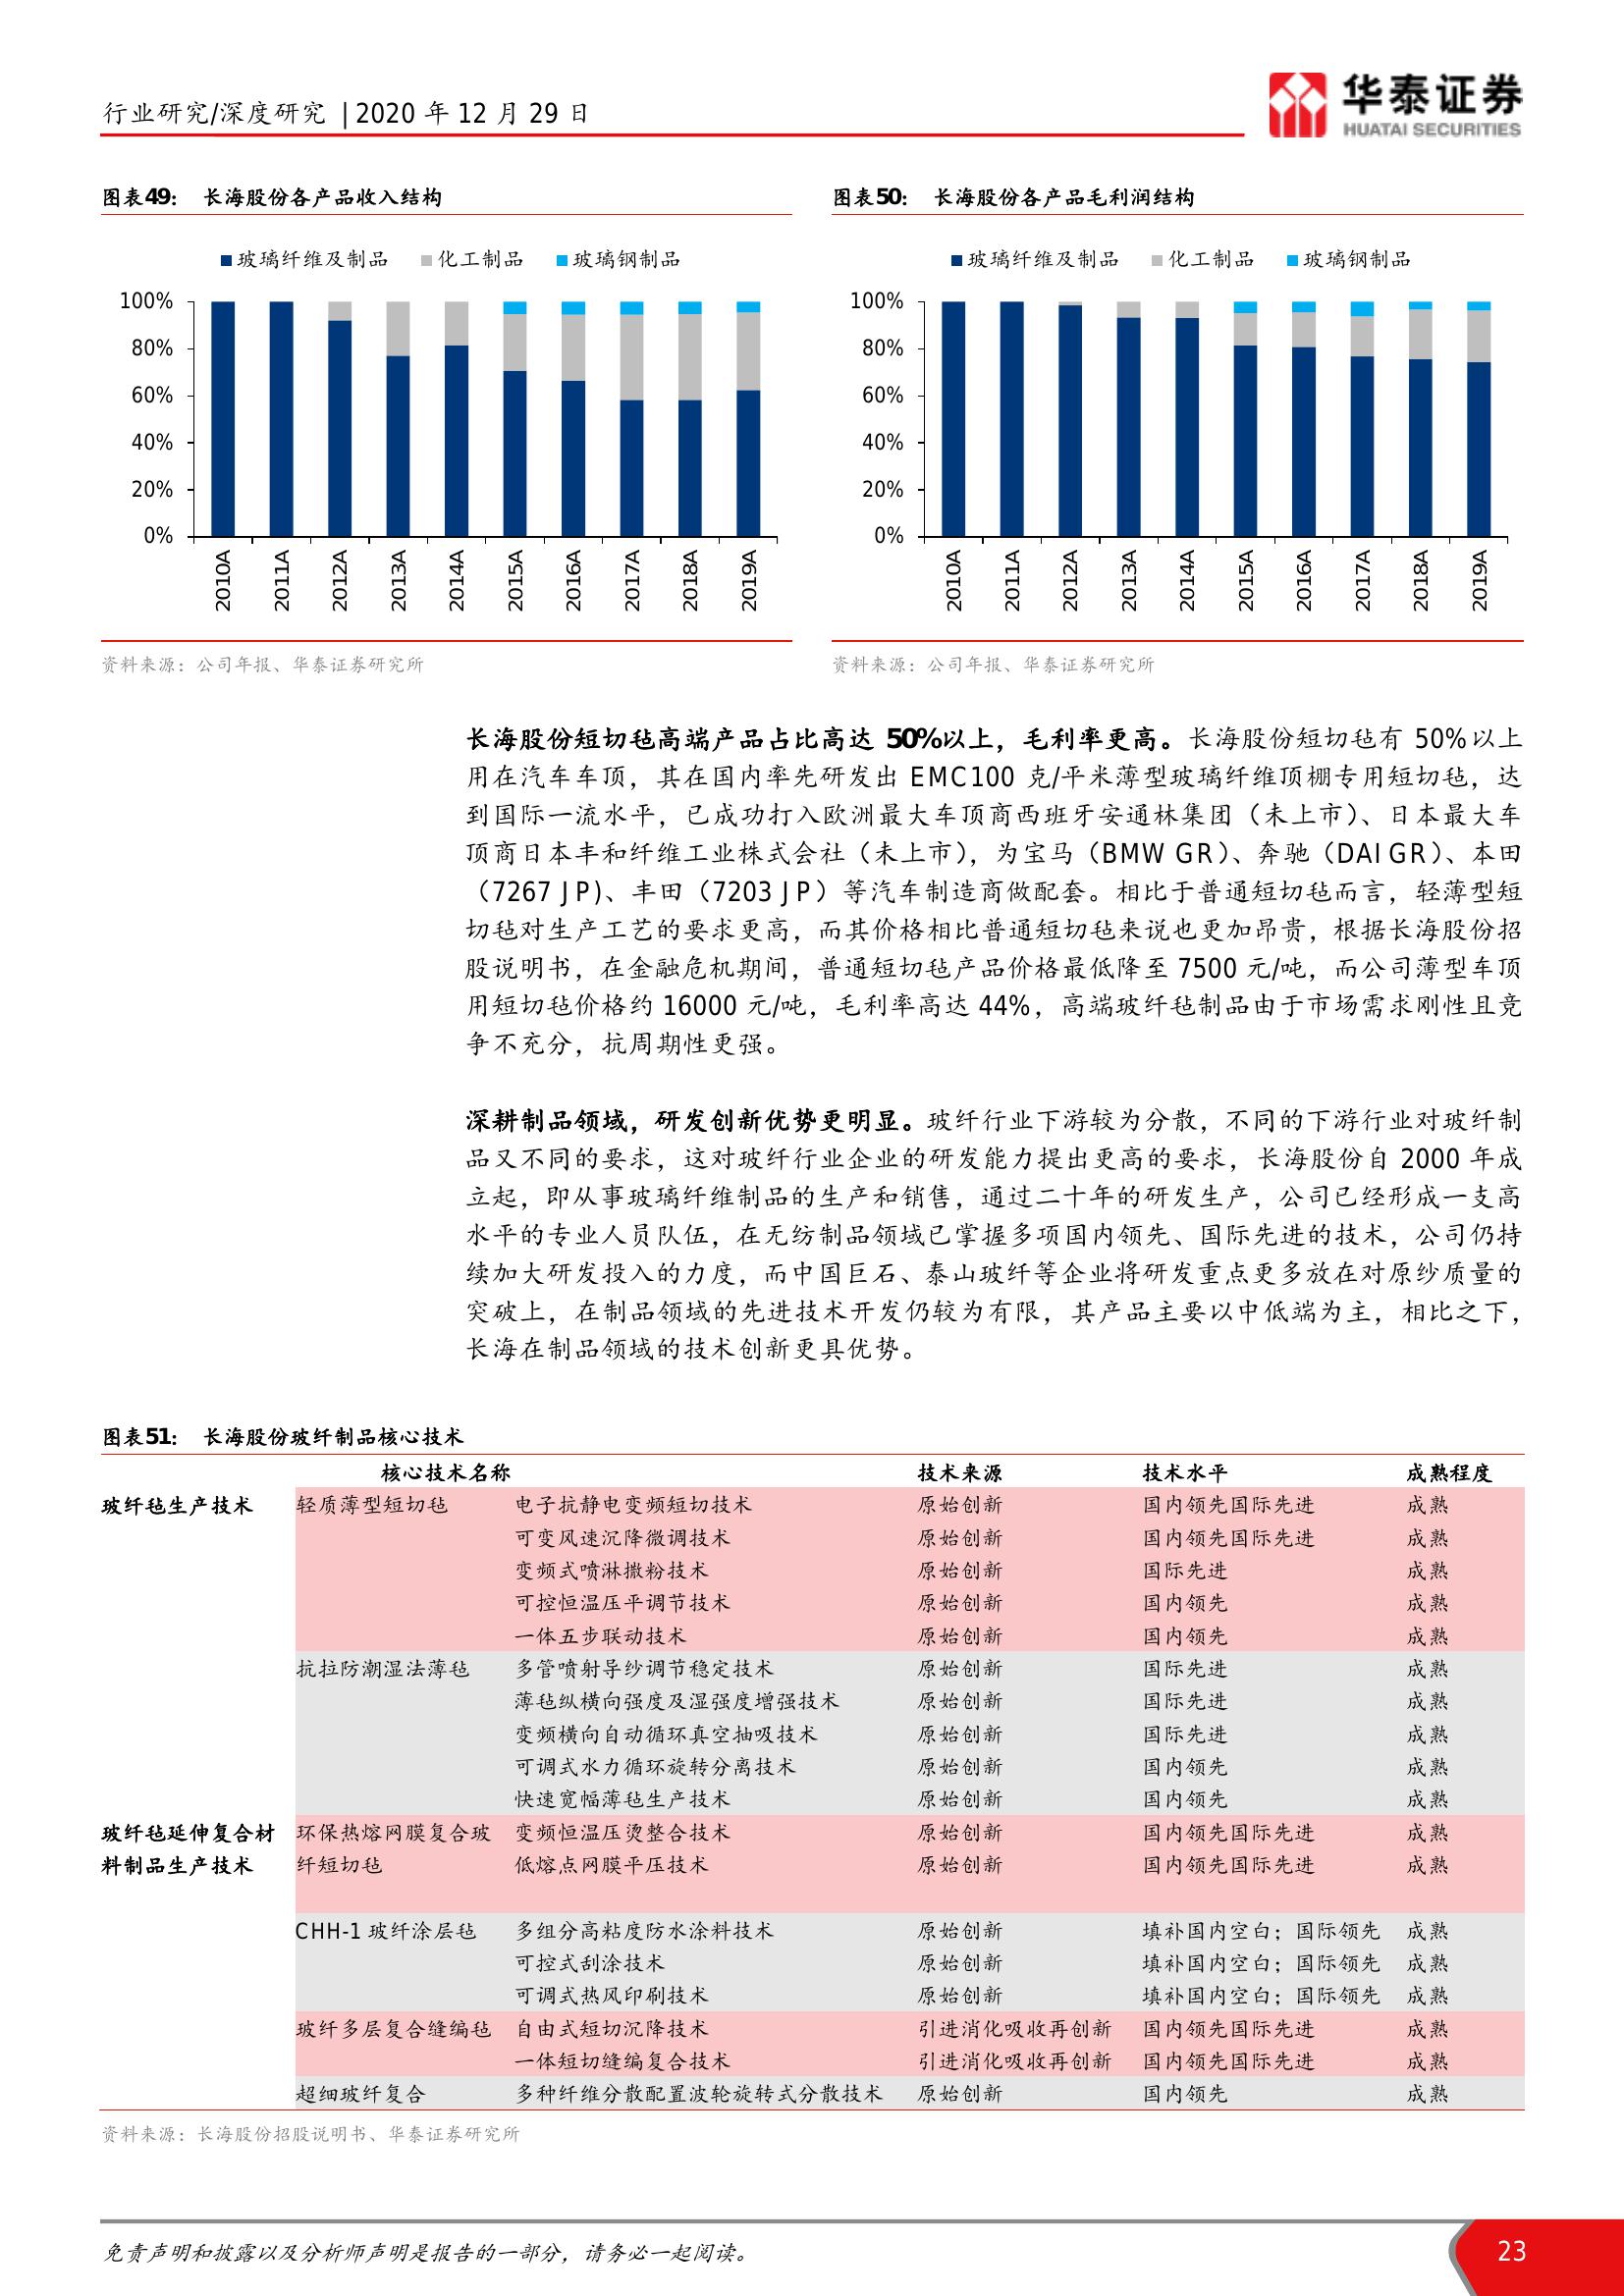 行业研究/深度研究 | 2020 年 12 月 29 日
华泰证券
HUATAI SECURITIES
图表49： 长海股份各产品收入结构
玻璃纤维及制品 化工制品 玻璃钢制品
100%
80%
60%
40%
20%
0%
2010A 2011A 2012A 2013A 2014A 2015A 2016A 2017A 2018A 2019A
资料来源：公司年报、华泰证券研究所
图表50： 长海股份各产品毛利润结构
玻璃纤维及制品 化工制品 玻璃钢制品
100%
80%
60%
40%
20%
0%
2010A 2011A 2012A 2013A 2014A 2015A 2016A 2017A 2018A 2019A
资料来源：公司年报、华泰证券研究所
长海股份短切毡高端产品占比高达 50%以上，毛利率更高。长海股份短切毡有 50%以上
用在汽车车顶，其在国内率先研发出 EMC100 克/平米薄型玻璃纤维顶棚专用短切毡，达
到国际一流水平，已成功打入欧洲最大车顶商西班牙安通林集团（未上市）、日本最大车
顶商日本丰和纤维工业株式会社（未上市），为宝马（BMW GR）、奔驰（DAI GR）、本田
（7267 JP)、丰田（7203 JP）等汽车制造商做配套。相比于普通短切毡而言，轻薄型短
切毡对生产工艺的要求更高，而其价格相比普通短切毡来说也更加昂贵，根据长海股份招
股说明书，在金融危机期间，普通短切毡产品价格最低降至 7500 元/吨，而公司薄型车顶
用短切毡价格约 16000 元/吨，毛利率高达 44%，高端玻纤毡制品由于市场需求刚性且竞
争不充分，抗周期性更强。
深耕制品领域，研发创新优势更明显。玻纤行业下游较为分散，不同的下游行业对玻纤制
品又不同的要求，这对玻纤行业企业的研发能力提出更高的要求，长海股份自 2000 年成
立起，即从事玻璃纤维制品的生产和销售，通过二十年的研发生产，公司已经形成一支高
水平的专业人员队伍，在无纺制品领域已掌握多项国内领先、国际先进的技术，公司仍持
续加大研发投入的力度，而中国巨石、泰山玻纤等企业将研发重点更多放在对原纱质量的
突破上，在制品领域的先进技术开发仍较为有限，其产品主要以中低端为主，相比之下，
长海在制品领域的技术创新更具优势。
图表51： 长海股份玻纤制品核心技术
核心技术名称 技术来源 技术水平 成熟程度
玻纤毡生产技术 轻质薄型短切毡 电子抗静电变频短切技术 原始创新 国内领先国际先进 成熟
可变风速沉降微调技术 原始创新 国内领先国际先进 成熟
变频式喷淋撒粉技术 原始创新 国际先进 成熟
可控恒温压平调节技术 原始创新 国内领先 成熟
一体五步联动技术 原始创新 国内领先 成熟
抗拉防潮湿法薄毡 多管喷射导纱调节稳定技术 原始创新 国际先进 成熟
薄毡纵横向强度及湿强度增强技术 原始创新 国际先进 成熟
变频横向自动循环真空抽吸技术 原始创新 国际先进 成熟
可调式水力循环旋转分离技术 原始创新 国内领先 成熟
快速宽幅薄毡生产技术 原始创新 国内领先 成熟
玻纤毡延伸复合材 环保热熔网膜复合玻 变频恒温压烫整合技术 原始创新 国内领先国际先进 成熟
料制品生产技术 纤短切毡 低熔点网膜平压技术 原始创新 国内领先国际先进 成熟
CHH-1 玻纤涂层毡 多组分高粘度防水涂料技术 原始创新 填补国内空白；国际领先 成熟
可控式刮涂技术 原始创新 填补国内空白；国际领先 成熟
可调式热风印刷技术 原始创新 填补国内空白；国际领先 成熟
玻纤多层复合缝编毡 自由式短切沉降技术 引进消化吸收再创新 国内领先国际先进 成熟
一体短切缝编复合技术 引进消化吸收再创新 国内领先国际先进 成熟
超细玻纤复合 多种纤维分散配置波轮旋转式分散技术 原始创新 国内领先 成熟
资料来源：长海股份招股说明书、华泰证券研究所
免责声明和披露以及分析师声明是报告的一部分，请务必一起阅读。
23